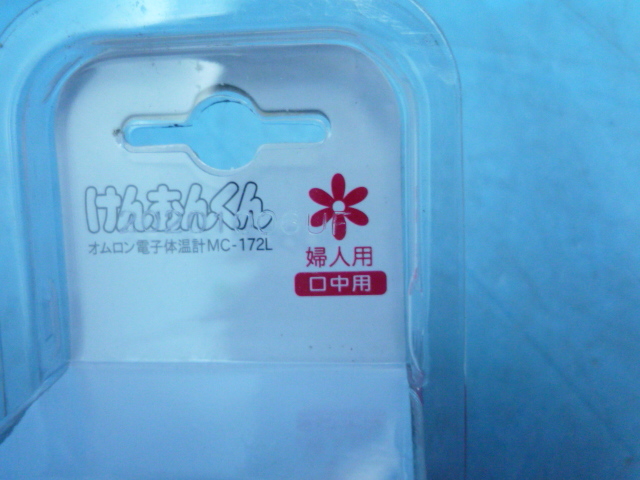 けんおんくん
オムロン電子体温計MC-172L
婦人用
口中用